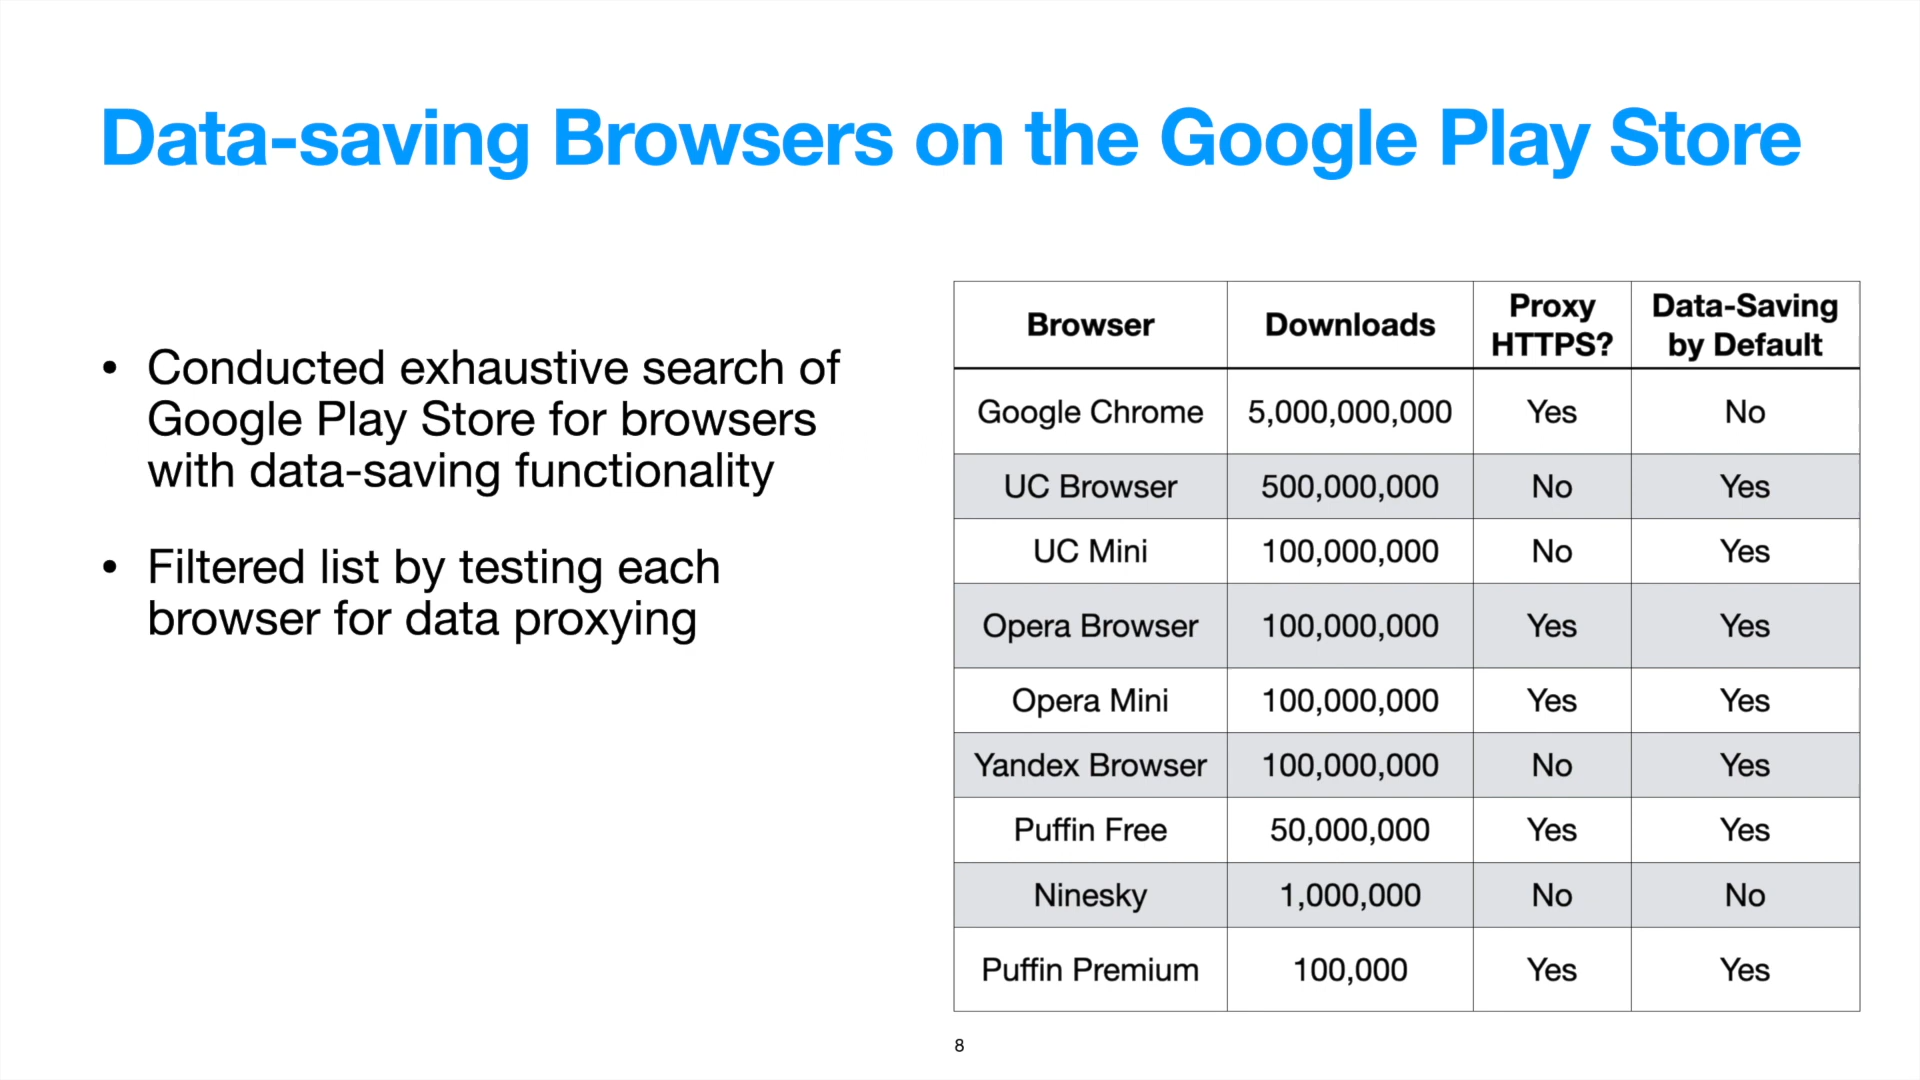 Data-saving Browsers on the Google Play Store
• Conducted exhaustive search of
Google Play Store for browsers
with data-saving functionality
• Filtered list by testing each
browser for data proxying
Browser Downloads Proxy HTTPS? Data-Saving by Default
Google Chrome 5,000,000,000 Yes No
UC Browser 500,000,000 No Yes
UC Mini 100,000,000 No Yes
Opera Browser 100,000,000 Yes Yes
Opera Mini 100,000,000 Yes Yes
Yandex Browser 100,000,000 No Yes
Puffin Free 50,000,000 Yes Yes
Ninesky 1,000,000 No No
Puffin Premium 100,000 Yes Yes
8